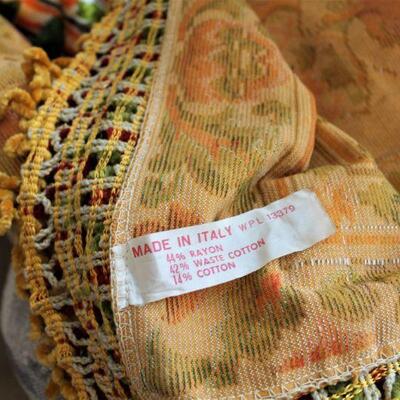 MADE IN ITALY WPL 13379
44% RAYON
42% WASTE COTTON
14% COTTON